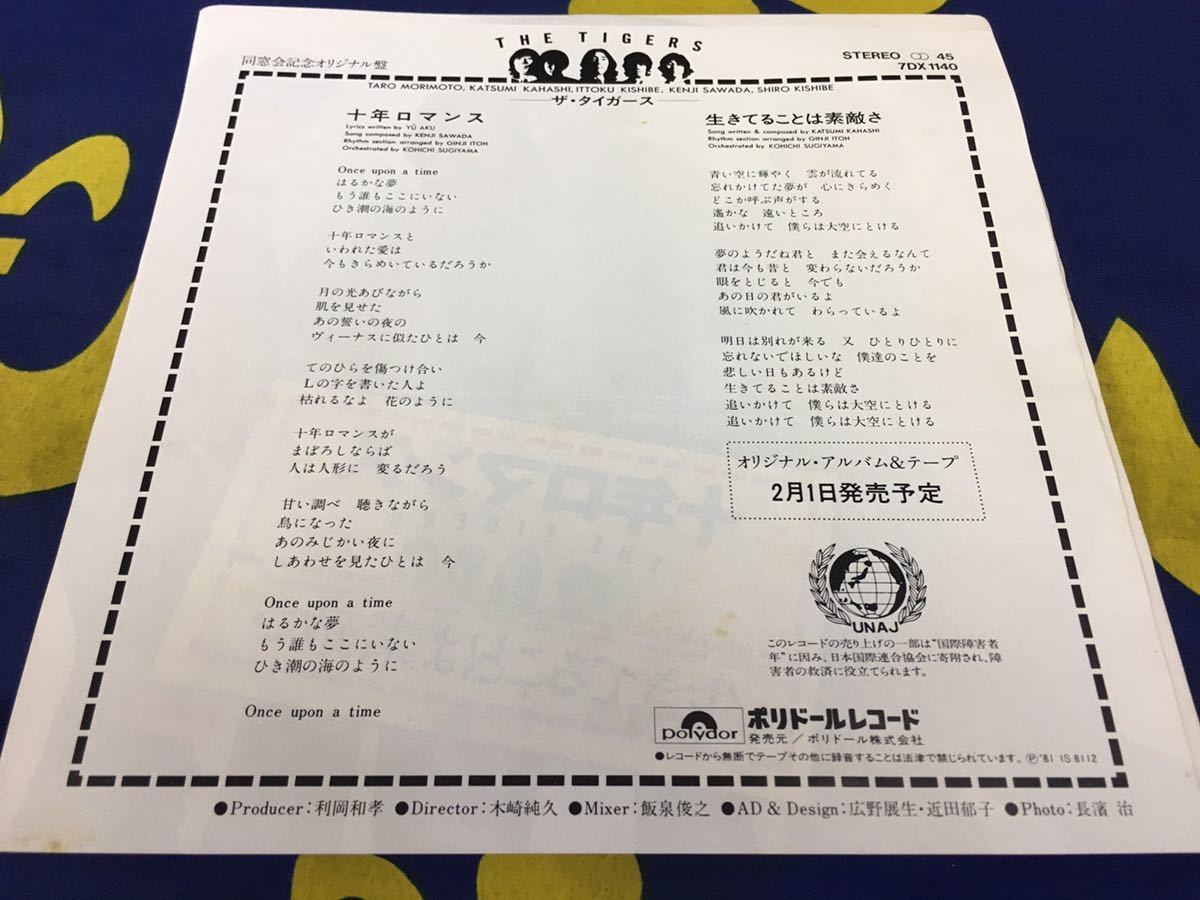 THE TIGERS
同窓会記念オリジナル盤
STEREO 45
7DX 1140
TARO MORIMOTO, KATSUMI KAHASHI, ITTOKU KISHIBE, KENJI SAWADA, SHIRO KISHIBE
ザ・タイガース
十年ロマンス
Lyrics written by YŪ AKU
Song composed by KENJI SAWADA
Rhythm section arranged by GINJI ITOH
Orchestrated by KOHICHI SUGIYAMA
Once upon a time
はるかな夢
もう誰もここにいない
ひき潮の海のように
十年ロマンスと
いわれた愛は
今もきらめいているだろうか
月の光あびながら
肌を見せた
あの誓いの夜の
ヴィーナスに似たひとは 今
てのひらを傷つけ合い
Lの字を書いた人よ
枯れるなよ 花のように
十年ロマンスが
まぼろしならば
人は人形に 変るだろう
甘い調べ 聴きながら
鳥になった
あのみじかい夜に
しあわせを見たひとは 今
Once upon a time
はるかな夢
もう誰もここにいない
ひき潮の海のように
Once upon a time
生きてることは素敵さ
Song written & composed by KATSUMI KAHASHI
Rhythm section arranged by GINJI ITOH
Orchestrated by KOHICHI SUGIYAMA
青い空に輝やく 雲が流れてる
忘れかけてた夢が 心にきらめく
どこか呼ぶ声がする
遥かな 遠いところ
追いかけて 僕らは大空にとける
夢のようだね君と また会えるなんて
君は今も昔と 変わらないだろうか
眼をとじると 今でも
あの日の君がいるよ
風に吹かれて わらっているよ
明日は別れが来る 又 ひとりひとりに
忘れないでほしいな 僕達のことを
悲しい日もあるけど
生きてることは素敵さ
追いかけて 僕らは大空にとける
追いかけて 僕らは大空にとける
オリジナル・アルバム&テープ
2月1日発売予定
UNAJ
このレコードの売り上げの一部は"国際障害者
年"に因み、日本国際連合協会に寄附され、障
害者の救済に役立てられます。
polydor
ポリドールレコード
発売元/ポリドール株式会社
●レコードから無断でテープその他に録音することは法律で禁じられています。Ⓟ'81 IS 8112
●Producer:利岡和孝 ●Director:木崎純久 ●Mixer:飯泉俊之 ●AD & Design:広野展生・近田郁子 ●Photo:長濱 治